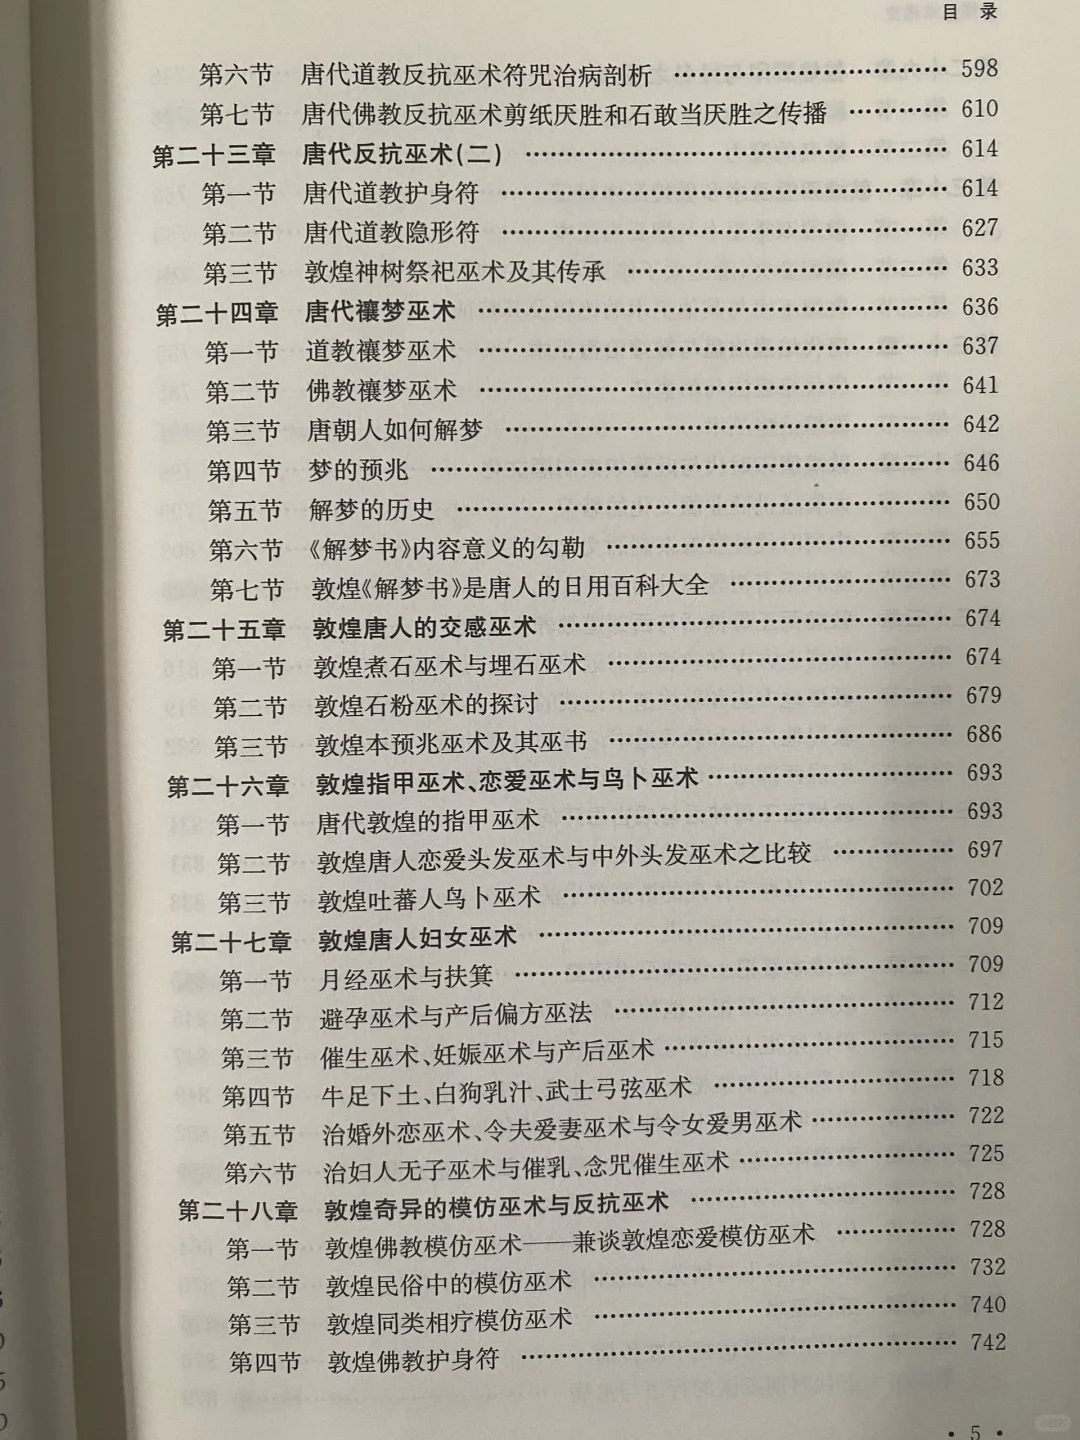 目 录
第六节 唐代道教反抗巫术符咒治病剖析 …………………………… 598
第七节 唐代佛教反抗巫术剪纸厌胜和石敢当厌胜之传播 ………… 610
第二十三章 唐代反抗巫术(二) …………………………………………… 614
第一节 唐代道教护身符 ……………………………………………… 614
第二节 唐代道教隐形符 ……………………………………………… 627
第三节 敦煌神树祭祀巫术及其传承 ………………………………… 633
第二十四章 唐代禳梦巫术 ………………………………………………… 636
第一节 道教禳梦巫术 ………………………………………………… 637
第二节 佛教禳梦巫术 ………………………………………………… 641
第三节 唐朝人如何解梦 ……………………………………………… 642
第四节 梦的预兆 ……………………………………………………… 646
第五节 解梦的历史 …………………………………………………… 650
第六节 《解梦书》内容意义的勾勒 …………………………………… 655
第七节 敦煌《解梦书》是唐人的日用百科大全 ……………………… 673
第二十五章 敦煌唐人的交感巫术 ………………………………………… 674
第一节 敦煌煮石巫术与埋石巫术 …………………………………… 674
第二节 敦煌石粉巫术的探讨 ………………………………………… 679
第三节 敦煌本预兆巫术及其巫书 …………………………………… 686
第二十六章 敦煌指甲巫术、恋爱巫术与鸟卜巫术 ……………………… 693
第一节 唐代敦煌的指甲巫术 ………………………………………… 693
第二节 敦煌唐人恋爱头发巫术与中外头发巫术之比较 …………… 697
第三节 敦煌吐蕃人鸟卜巫术 ………………………………………… 702
第二十七章 敦煌唐人妇女巫术 …………………………………………… 709
第一节 月经巫术与扶箕 ……………………………………………… 709
第二节 避孕巫术与产后偏方巫法 …………………………………… 712
第三节 催生巫术、妊娠巫术与产后巫术 …………………………… 715
第四节 牛足下土、白狗乳汁、武士弓弦巫术 ……………………… 718
第五节 治婚外恋巫术、令夫爱妻巫术与令女爱男巫术 …………… 722
第六节 治妇人无子巫术与催乳、念咒催生巫术 …………………… 725
第二十八章 敦煌奇异的模仿巫术与反抗巫术 …………………………… 728
第一节 敦煌佛教模仿巫术——兼谈敦煌恋爱模仿巫术 ………… 728
第二节 敦煌民俗中的模仿巫术 ……………………………………… 732
第三节 敦煌同类相疗模仿巫术 ……………………………………… 740
第四节 敦煌佛教护身符 ……………………………………………… 742
• 5 •